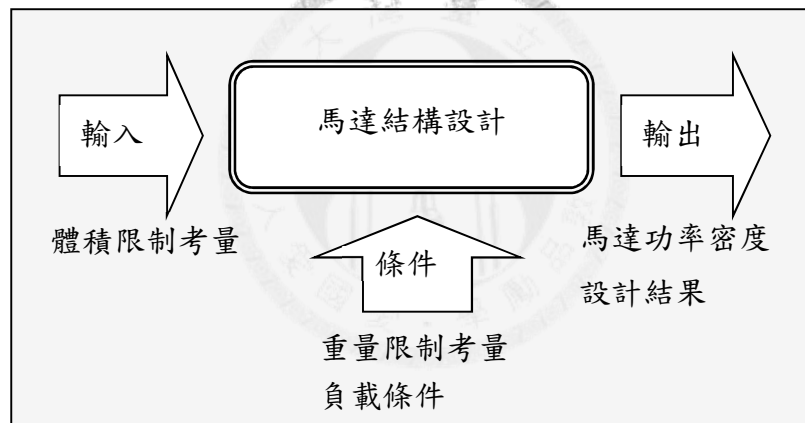 馬達結構設計
輸入
輸出
體積限制考量
條件
馬達功率密度
設計結果
重量限制考量
負載條件